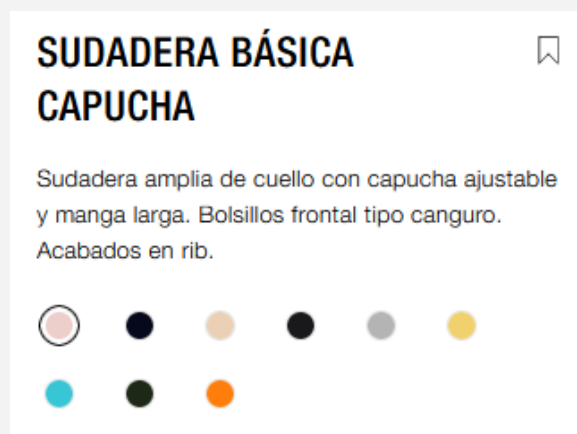 SUDADERA BÁSICA
CAPUCHA
Sudadera amplia de cuello con capucha ajustable
y manga larga. Bolsillos frontal tipo canguro.
Acabados en rib.